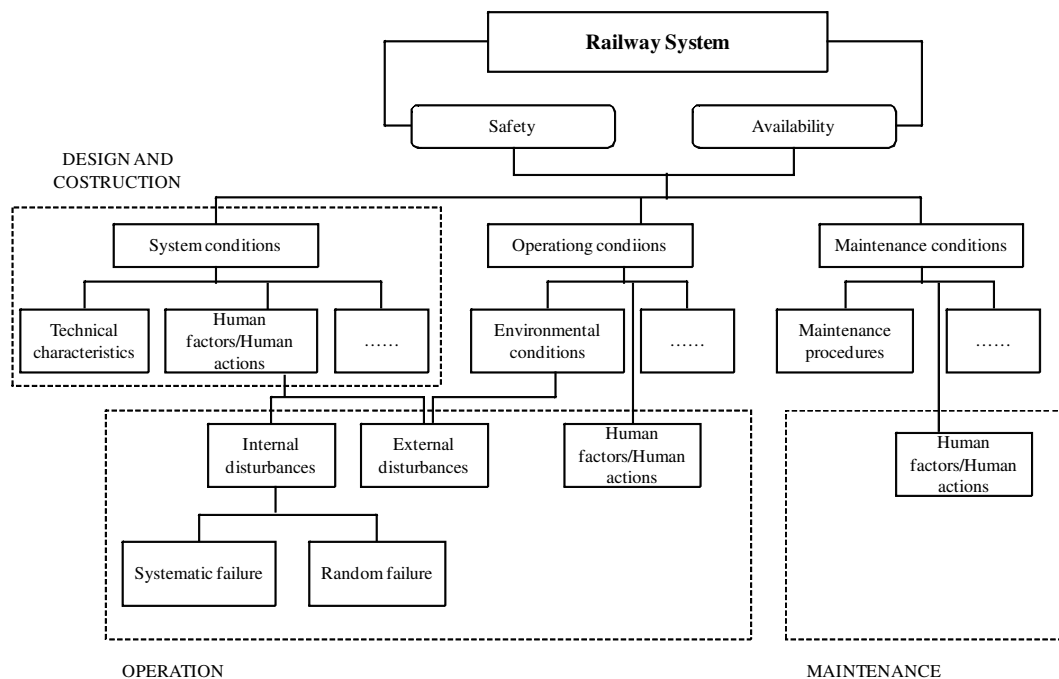 Railway System
Safety
Availability
DESIGN AND
COSTRUCTION
System conditions
Operationg condiions
Maintenance conditions
Technical
characteristics
Human
factors/Human
actions
……
Environmental
conditions
……
Maintenance
procedures
……
Internal
disturbances
External
disturbances
Human
factors/Human
actions
Human
factors/Human
actions
Systematic failure
Random failure
OPERATION
MAINTENANCE